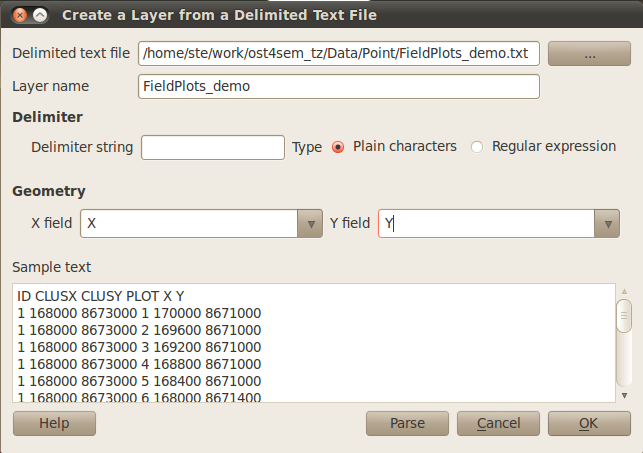 Create a Layer from a Delimited Text File
Delimited text file /home/ste/work/ost4sem_tz/Data/Point/FieldPlots_demo.txt ...
Layer name FieldPlots_demo
Delimiter
Delimiter string Type Plain characters Regular expression
Geometry
X field X Y field Y
Sample text
ID CLUSX CLUSY PLOT X Y
1 168000 8673000 1 170000 8671000
1 168000 8673000 2 169600 8671000
1 168000 8673000 3 169200 8671000
1 168000 8673000 4 168800 8671000
1 168000 8673000 5 168400 8671000
1 168000 8673000 6 168000 8671400
Help Parse Cancel OK